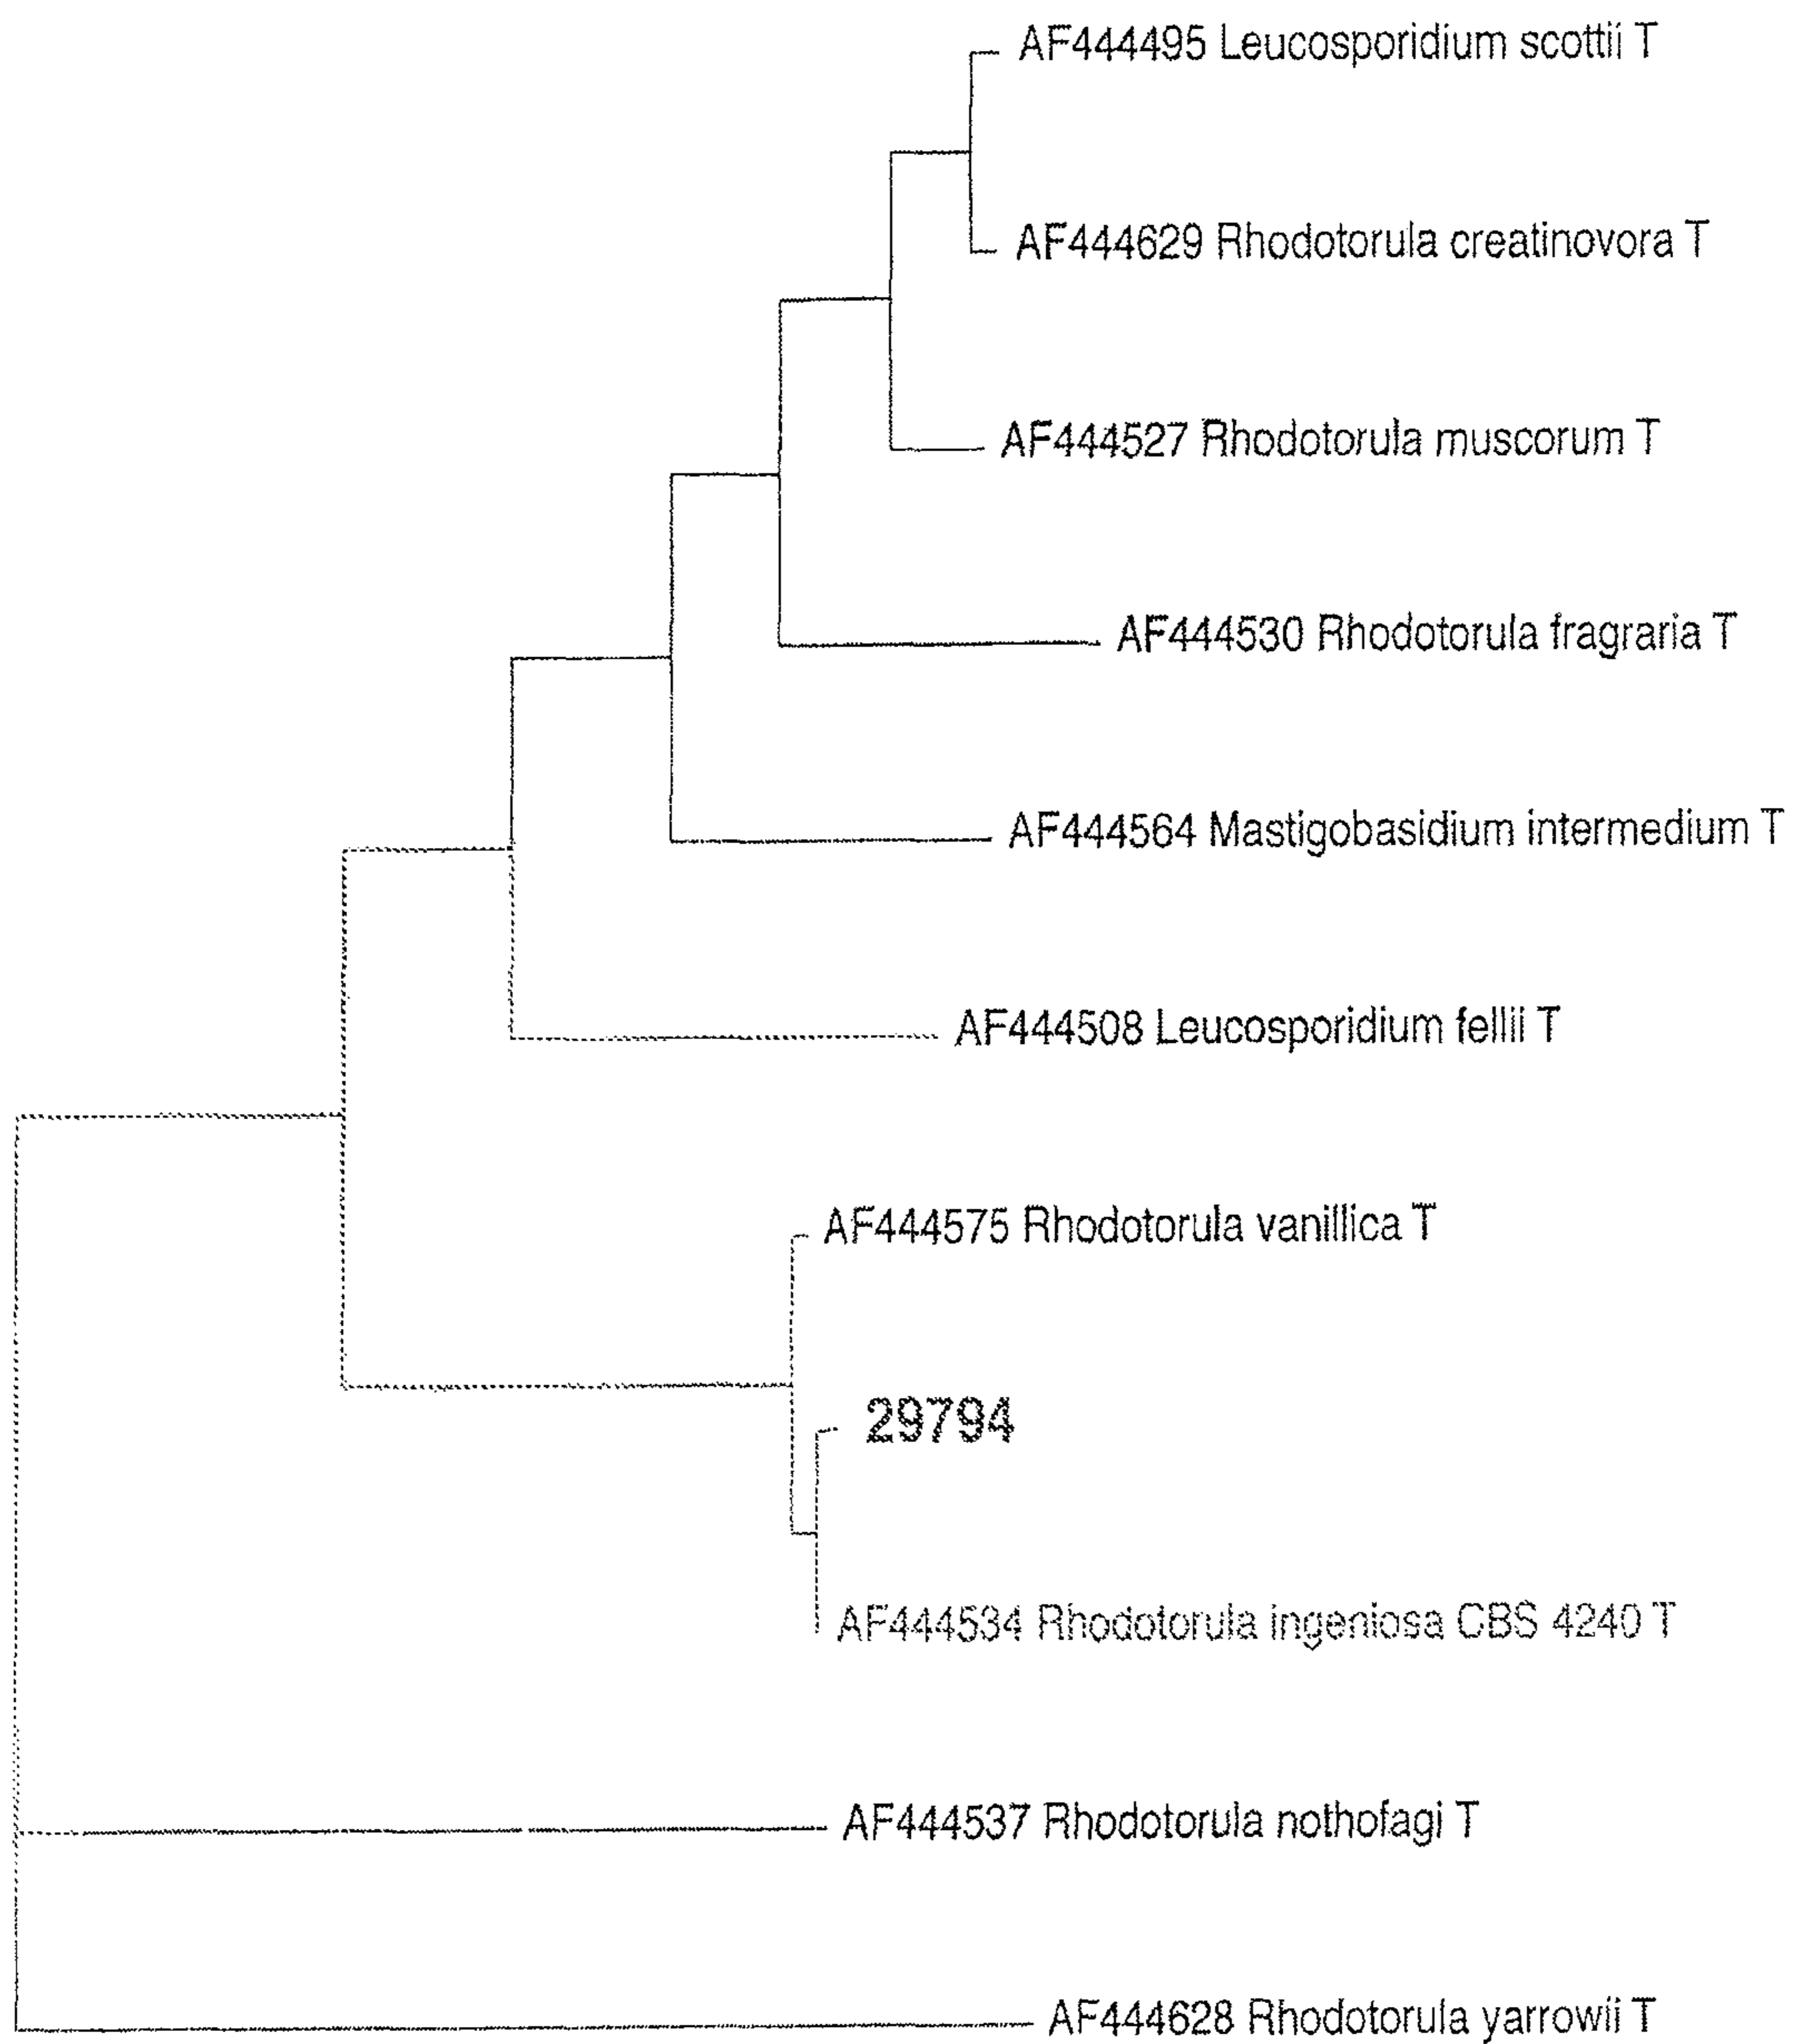 AF444495 Leucosporidium scottii T
AF444629 Rhodotorula creatinovora T
AF444527 Rhodotorula muscorum T
AF444530 Rhodotorula fragraria T
AF444564 Mastigobasidium intermedium T
AF444508 Leucosporidium fellii T
AF444575 Rhodotorula vanillica T
29794
AF444534 Rhodotorula ingeniosa CBS 4240 T
AF444537 Rhodotorula nothofagi T
AF444628 Rhodotorula yarrowii T